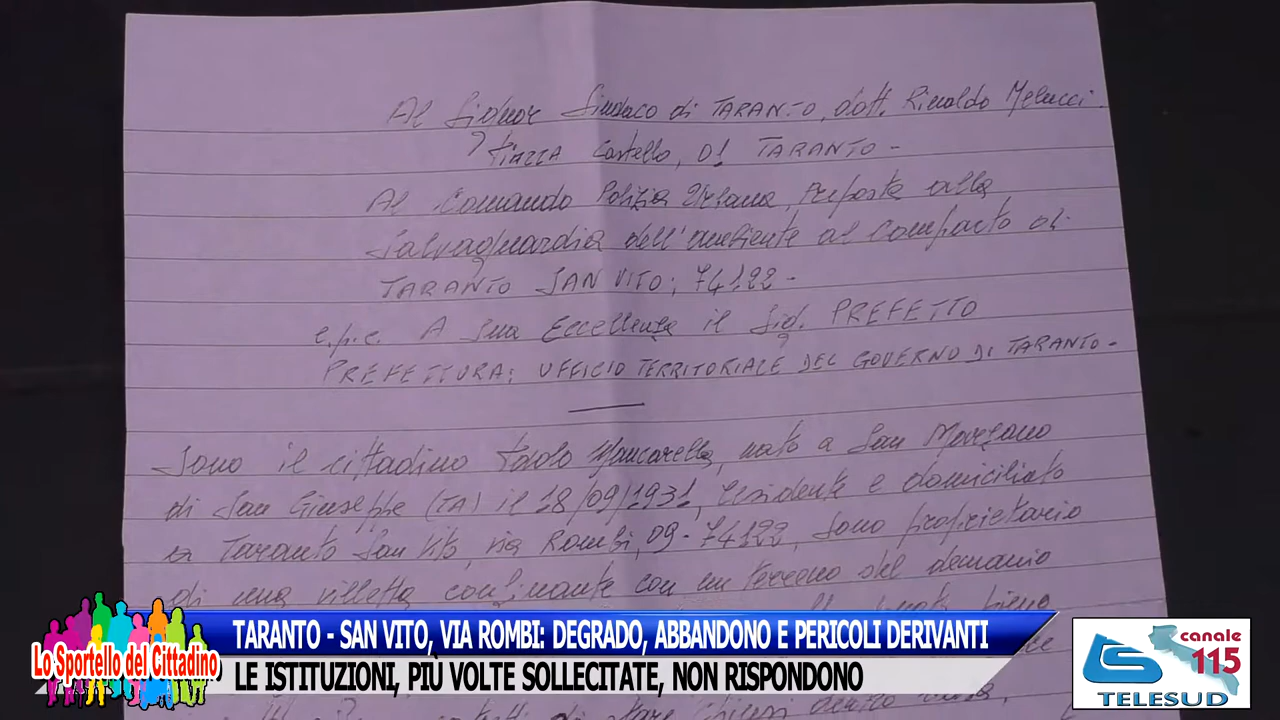 Al Signor Sindaco di TARANTO, dott. Rinaldo Melucci.
Piazza Castello, 01 TARANTO -
Al Comando Polizia Urbana, preposta alla
Salvaguardia dell'ambiente al compacto di
TARANTO SAN VITO; 74122 -
e.p.c. A Sua Eccellenza il Sig. PREFETTO
PREFETTURA: UFFICIO TERRITORIALE DEL GOVERNO DI TARANTO -
Sono il cittadino Paolo Mancarella, nato a San Marzano
di San Giuseppe (TA) il 18/09/1931, residente e domiciliato
a Taranto San Vito, via Rombi, 09 - 74122, sono proprietario
di una villetta confinante con un terreno del demanio
TARANTO - SAN VITO, VIA ROMBI: DEGRADO, ABBANDONO E PERICOLI DERIVANTI
LE ISTITUZIONI, PIÙ VOLTE SOLLECITATE, NON RISPONDONO
Lo Sportello del Cittadino
canale
115
TELESUD